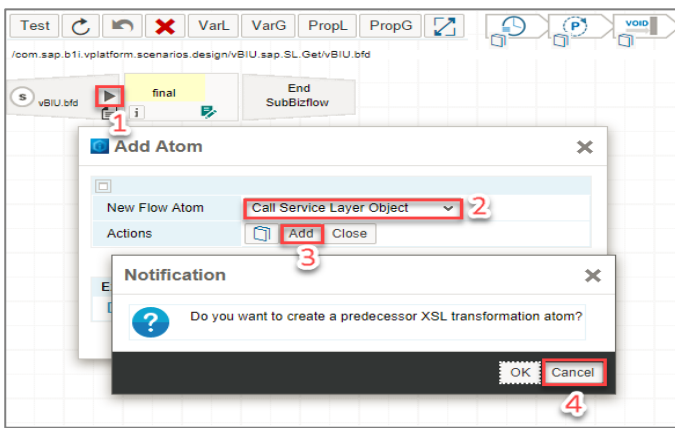 Test VarL VarG PropL PropG VOID
/com.sap.b1i.vplatform.scenarios.design/vBIU.sap.SL.Get/vBIU.bfd
S vBIU.bfd final End
i SubBizflow
1
Add Atom
New Flow Atom Call Service Layer Object 2
Actions Add Close
3
Notification
E
Do you want to create a predecessor XSL transformation atom?
OK Cancel
4